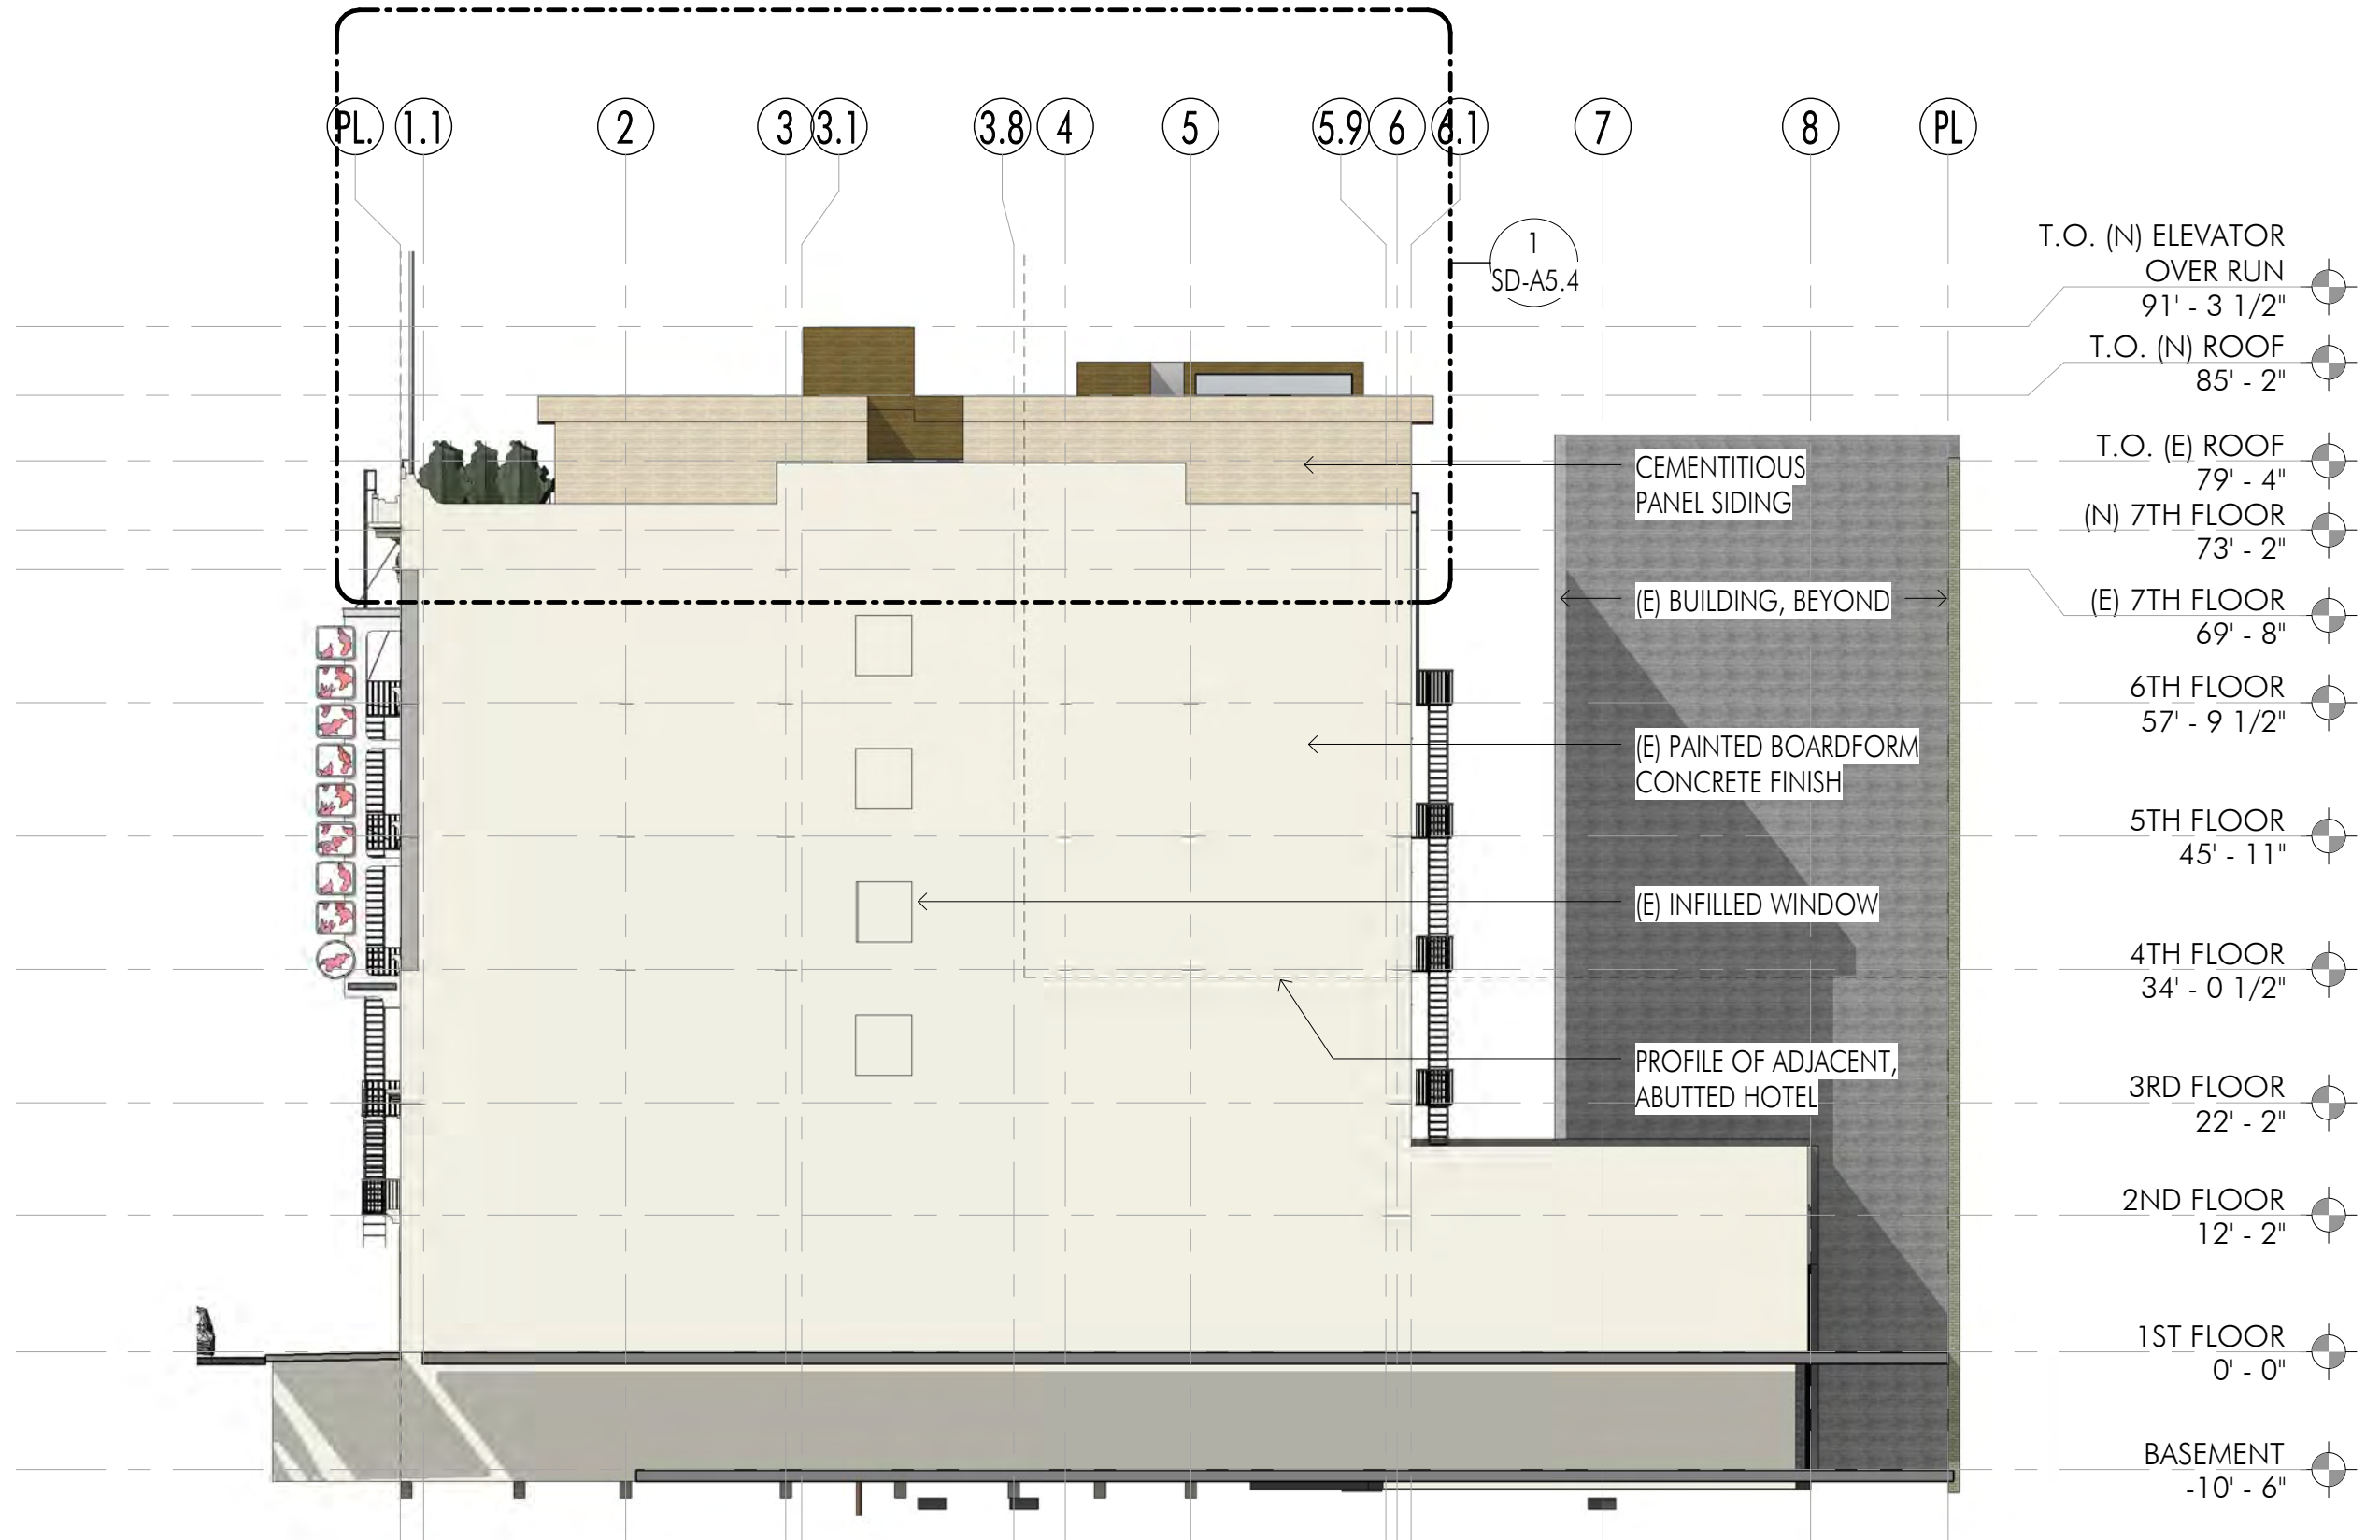 PL. 1.1 2 3 3.1 3.8 4 5 5.9 6 6.1 7 8 PL
1
SD-A5.4
T.O. (N) ELEVATOR
OVER RUN
91' - 3 1/2"
T.O. (N) ROOF
85' - 2"
T.O. (E) ROOF
79' - 4"
(N) 7TH FLOOR
73' - 2"
(E) 7TH FLOOR
69' - 8"
6TH FLOOR
57' - 9 1/2"
5TH FLOOR
45' - 11"
4TH FLOOR
34' - 0 1/2"
3RD FLOOR
22' - 2"
2ND FLOOR
12' - 2"
1ST FLOOR
0' - 0"
BASEMENT
-10' - 6"
CEMENTITIOUS
PANEL SIDING
(E) BUILDING, BEYOND
(E) PAINTED BOARDFORM
CONCRETE FINISH
(E) INFILLED WINDOW
PROFILE OF ADJACENT,
ABUTTED HOTEL